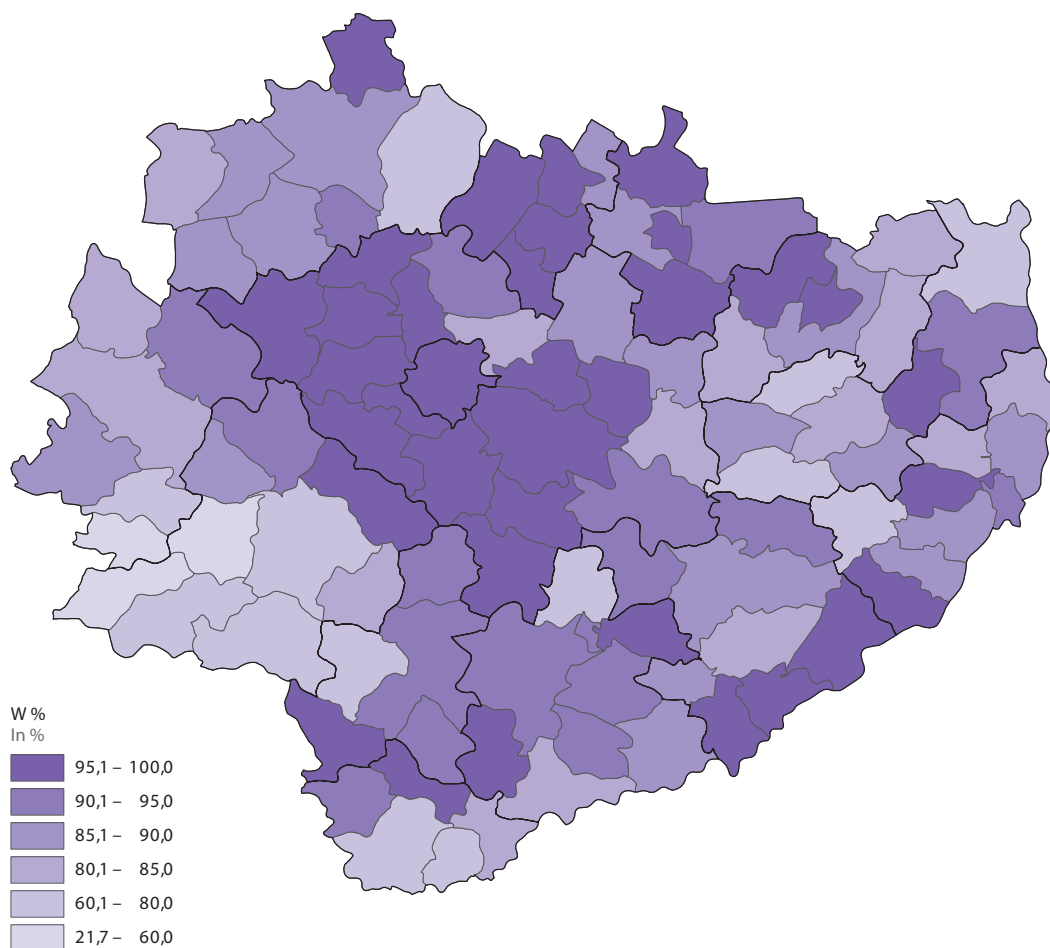 W %
In %
95,1 – 100,0
90,1 – 95,0
85,1 – 90,0
80,1 – 85,0
60,1 – 80,0
21,7 – 60,0